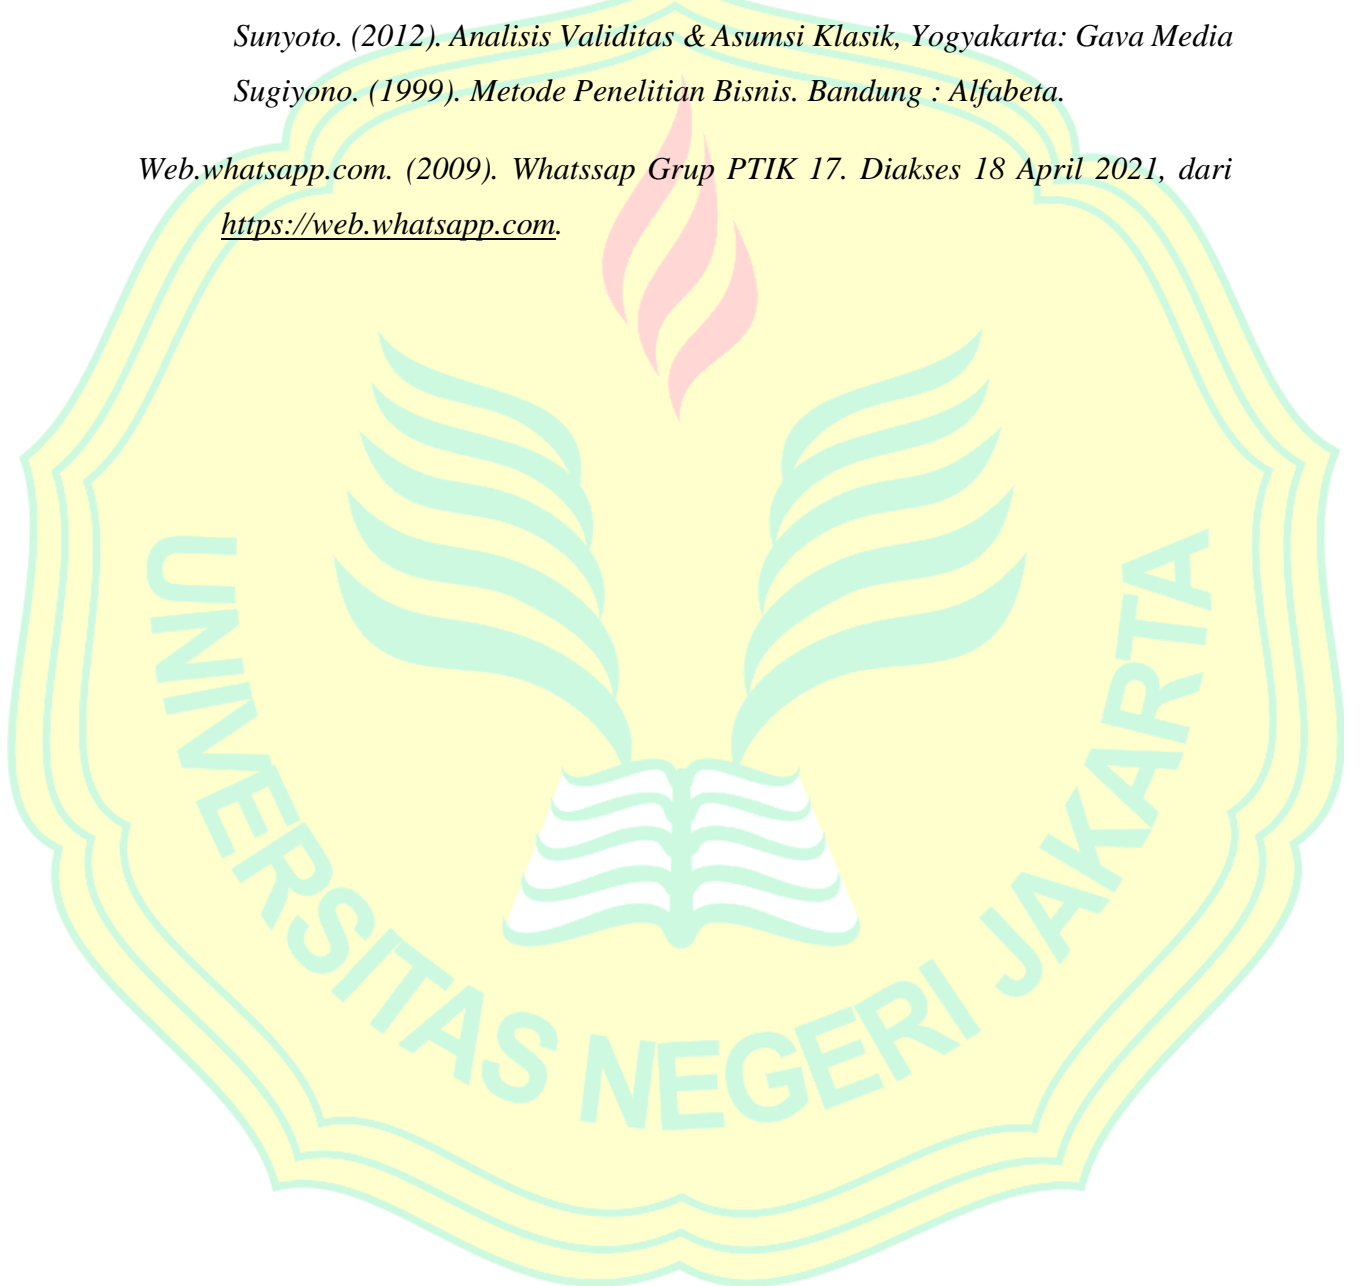 Sunyoto. (2012). Analisis Validitas & Asumsi Klasik, Yogyakarta: Gava Media
Sugiyono. (1999). Metode Penelitian Bisnis. Bandung : Alfabeta.
Web.whatsapp.com. (2009). Whatssap Grup PTIK 17. Diakses 18 April 2021, dari
https://web.whatsapp.com.
UNIVERSITAS NEGERI JAKARTA